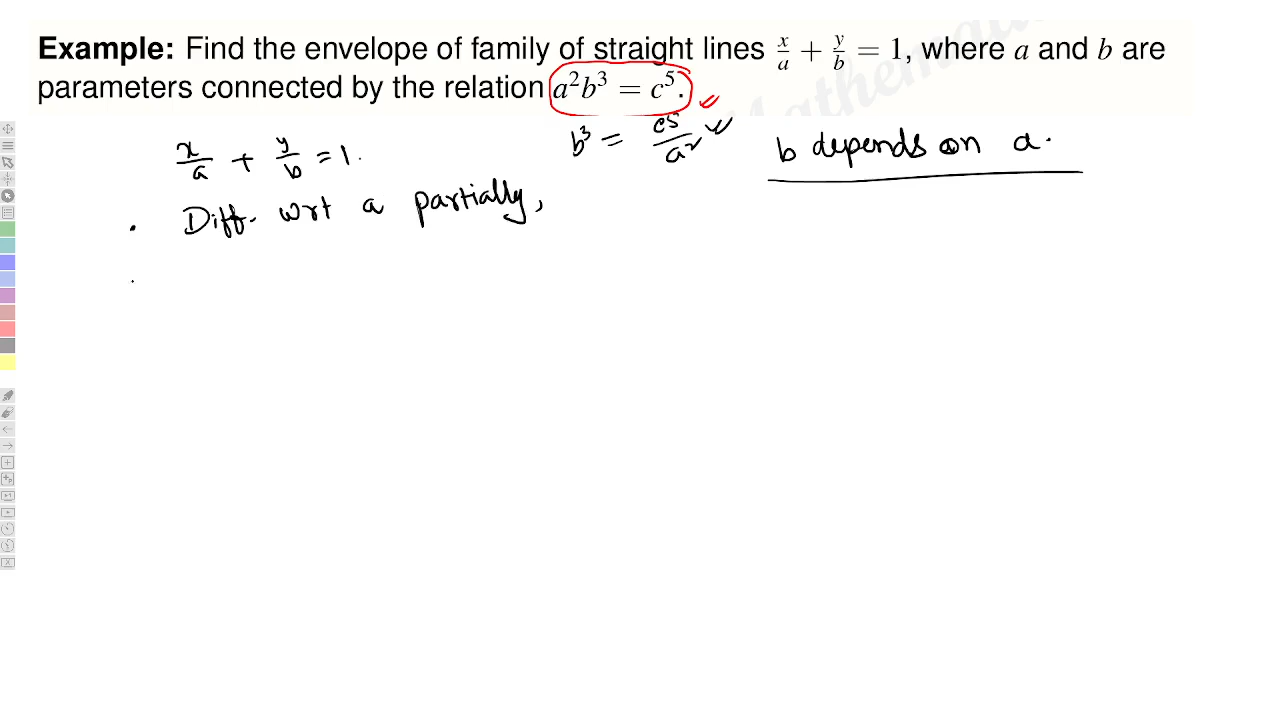 Example: Find the envelope of family of straight lines x/a + y/b = 1, where a and b are
parameters connected by the relation a²b³ = c⁵.
x/a + y/b = 1.
b³ = c5/a²
b depends on a.
Diff. wrt a partially,
Mathema